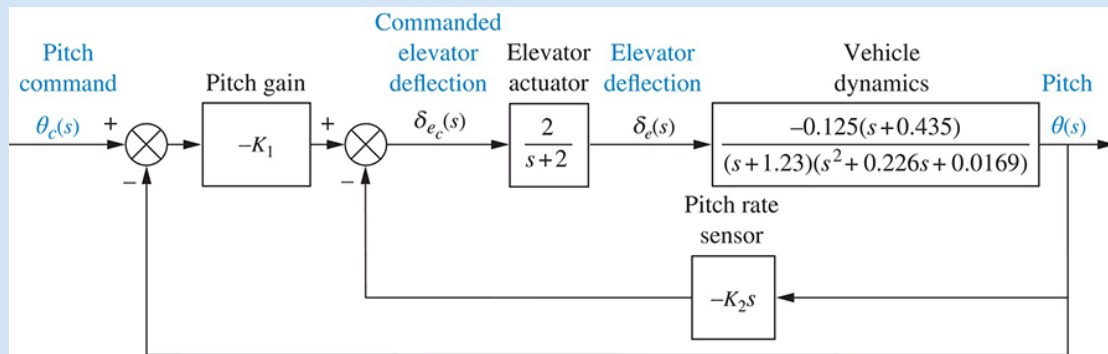 Commanded
Pitch
elevator
Elevator
Elevator
Vehicle
command
Pitch gain
deflection
actuator
deflection
dynamics
Pitch
θc(s)
+
−
−K₁
+
−
δec(s)
2
s+2
δe(s)
−0.125(s+0.435)
(s+1.23)(s²+0.226s+0.0169)
θ(s)
Pitch rate
sensor
−K₂s